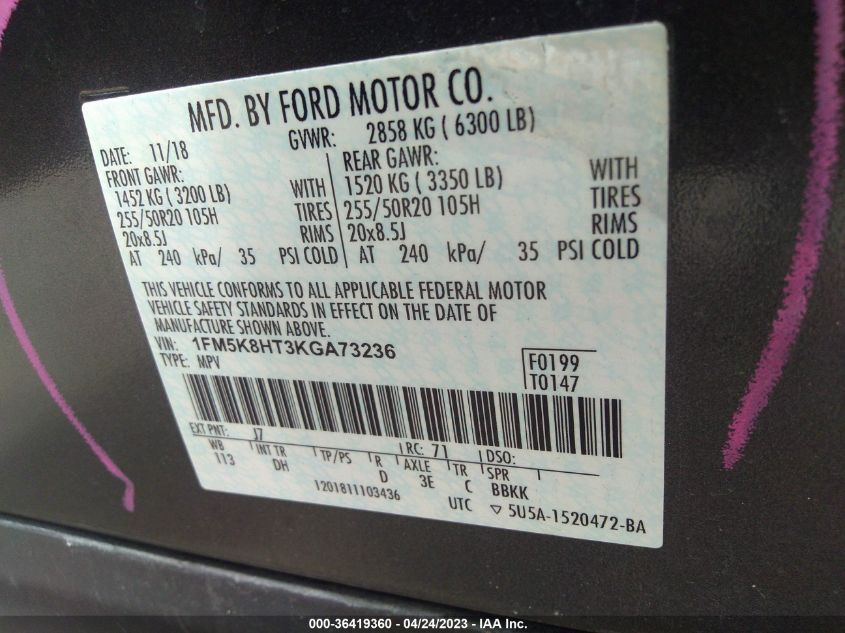 MFD. BY FORD MOTOR CO.
DATE: 11/18 GVWR: 2858 KG ( 6300 LB)
FRONT GAWR: REAR GAWR:
1452 KG ( 3200 LB) WITH 1520 KG ( 3350 LB) WITH
255/50R20 105H TIRES 255/50R20 105H TIRES
20x8.5J RIMS 20x8.5J RIMS
AT 240 kPa/ 35 PSI COLD AT 240 kPa/ 35 PSI COLD
THIS VEHICLE CONFORMS TO ALL APPLICABLE FEDERAL MOTOR
VEHICLE SAFETY STANDARDS IN EFFECT ON THE DATE OF
MANUFACTURE SHOWN ABOVE.
VIN: 1FM5K8HT3KGA73236
TYPE: MPV
F0199
T0147
EXT PNT: J7 RC: 71 DSO:
WB INT TR TP/PS R AXLE TR SPR
113 DH D 3E C BBKK
1201811103436 UTC ▽ 5U5A-1520472-BA
000-36419360 - 04/24/2023 - IAA Inc.